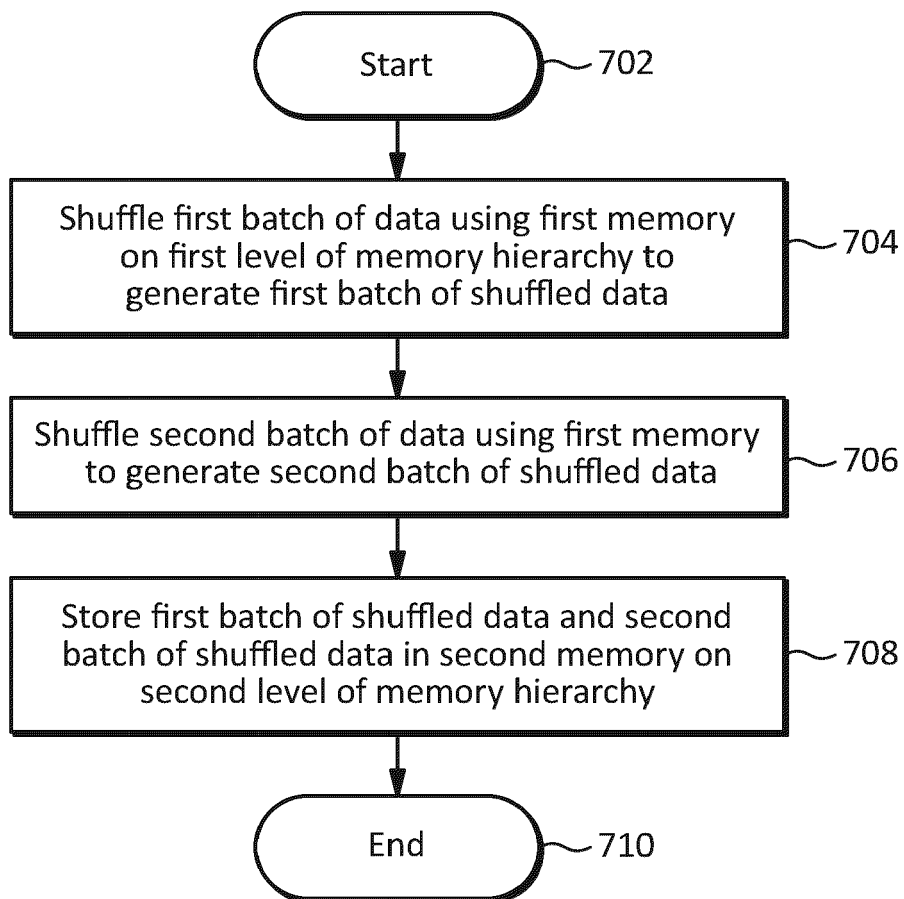 Start
702
Shuffle first batch of data using first memory
on first level of memory hierarchy to
generate first batch of shuffled data
704
Shuffle second batch of data using first memory
to generate second batch of shuffled data
706
Store first batch of shuffled data and second
batch of shuffled data in second memory on
second level of memory hierarchy
708
End
710